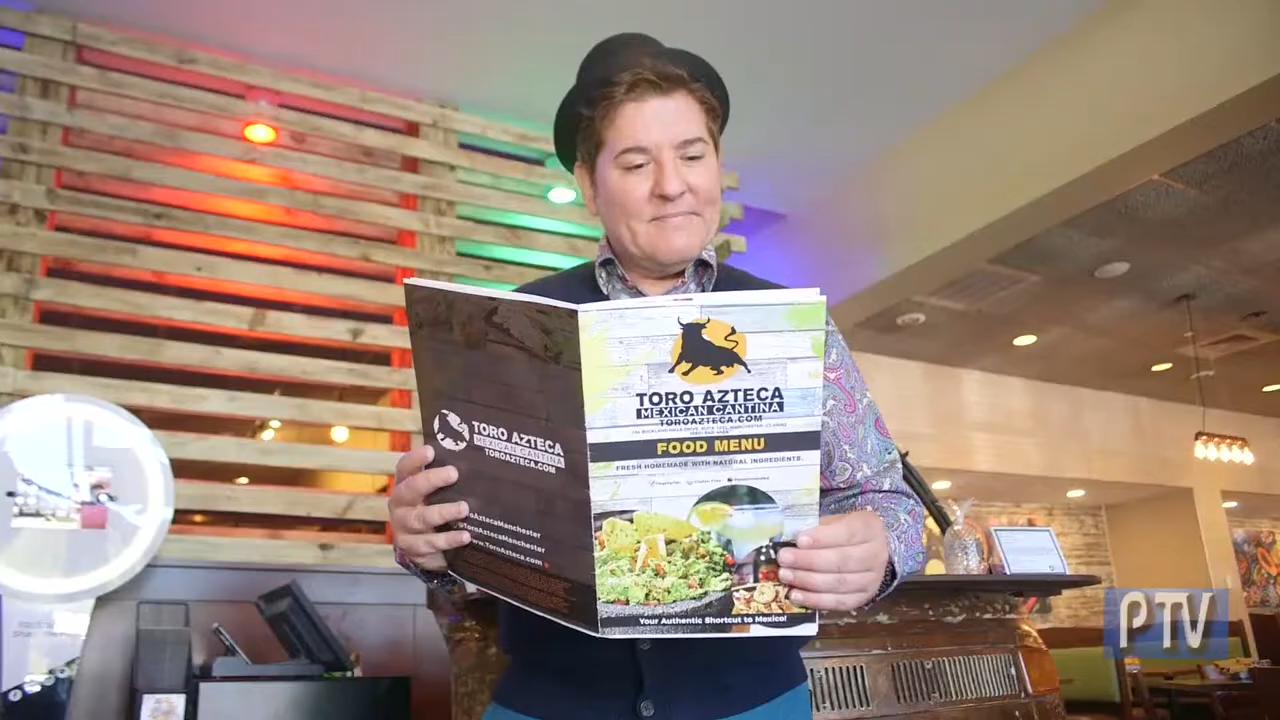 TORO AZTECA
MEXICAN CANTINA
TOROAZTECA.COM
FOOD MENU
FRESH HOMEMADE WITH NATURAL INGREDIENTS.
Your Authentic Shortcut to Mexico!
TORO AZTECA
MEXICAN CANTINA
TOROAZTECA.COM
oAztecaManchester
@ToroAztecaManchester
www.ToroAzteca.com
PTV